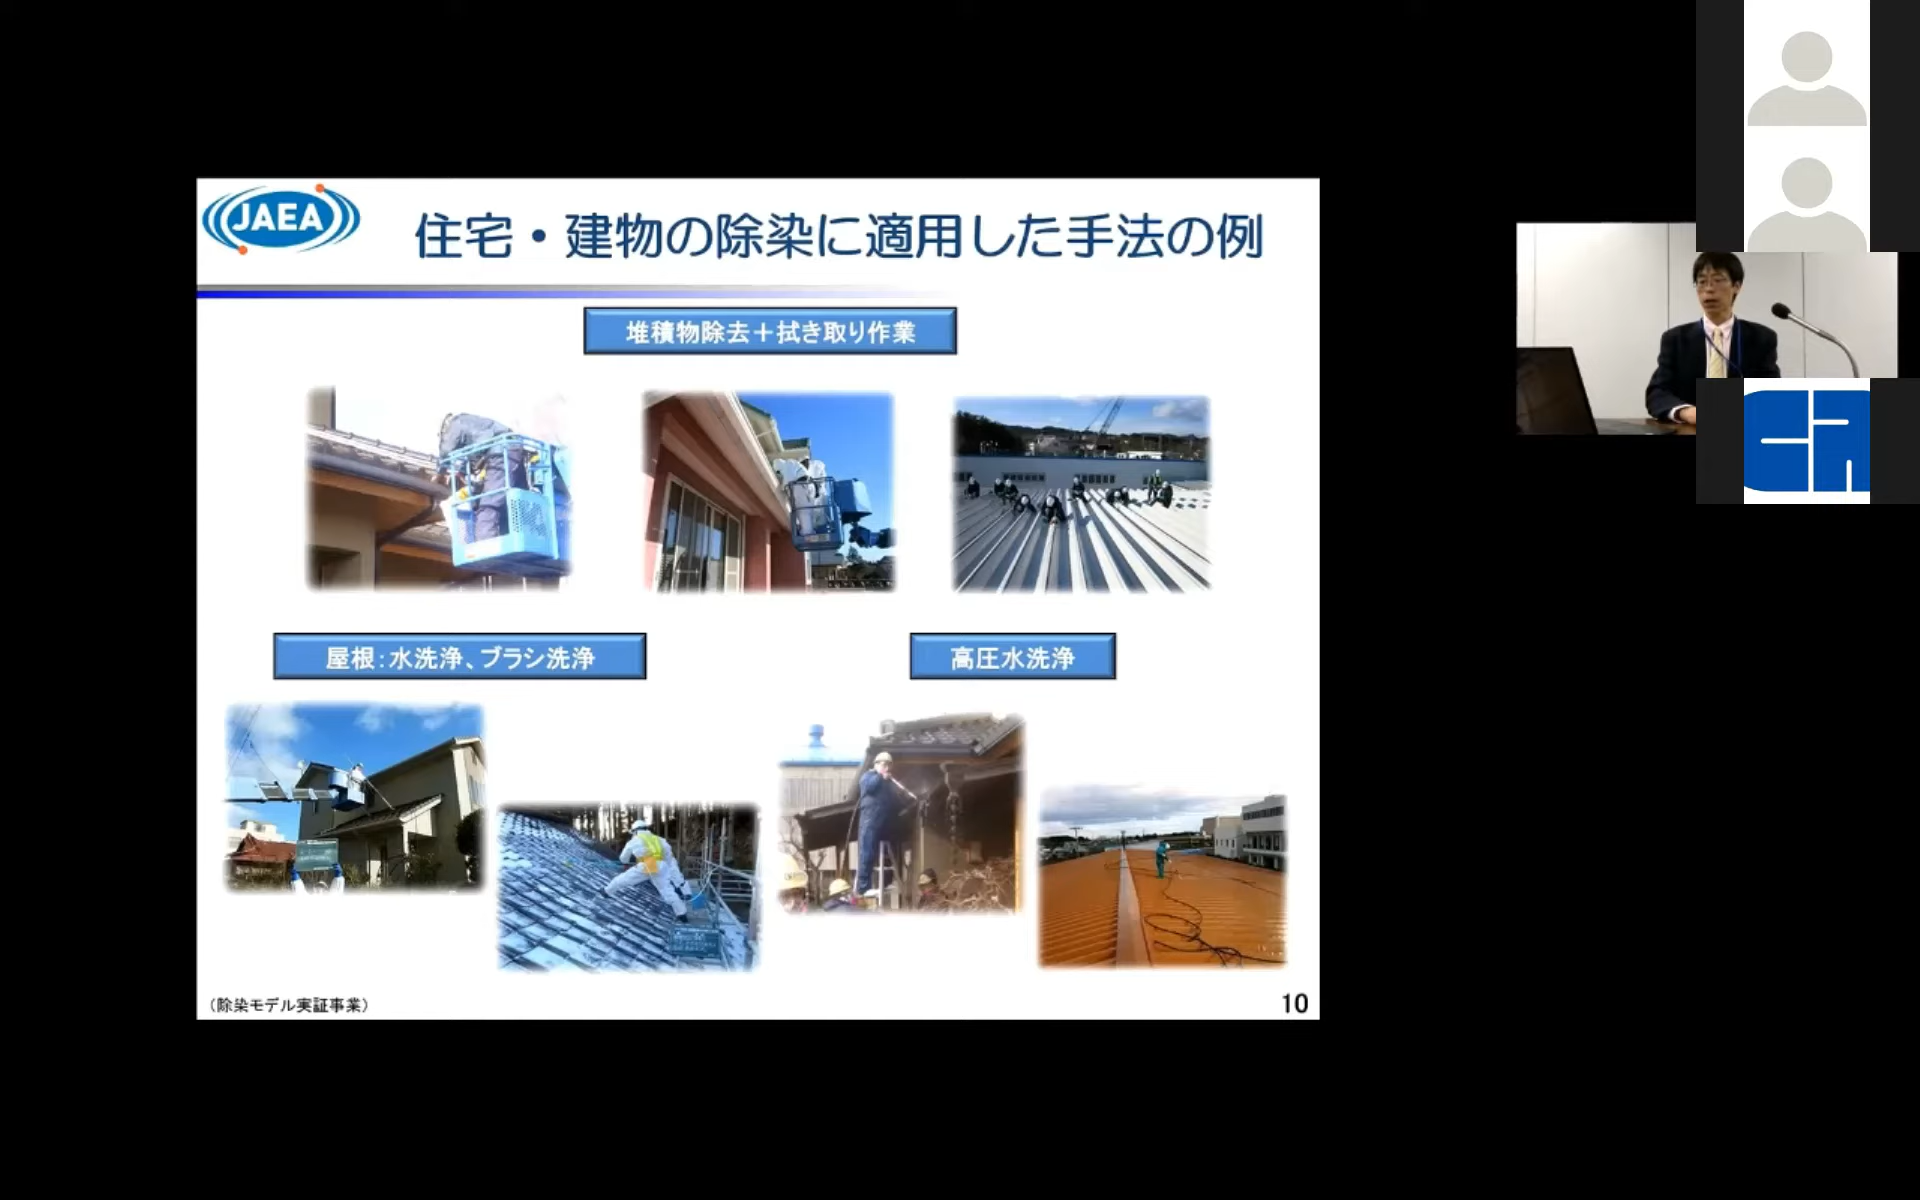 JAEA
住宅・建物の除染に適用した手法の例
堆積物除去＋拭き取り作業
屋根：水洗浄、ブラシ洗浄
高圧水洗浄
（除染モデル実証事業）
10